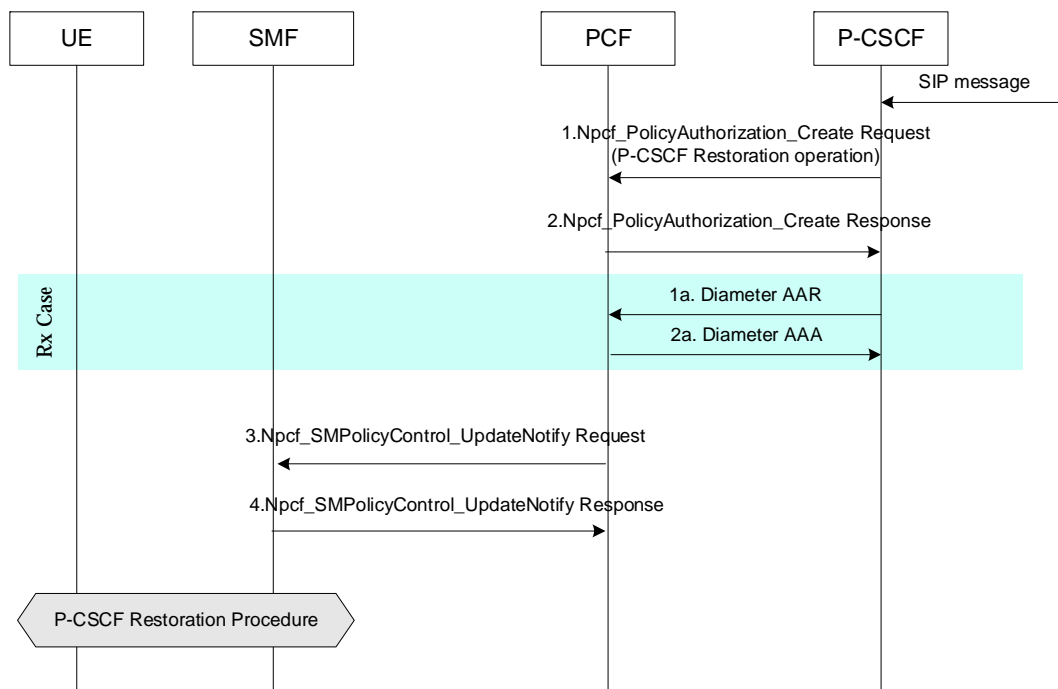 UE
SMF
PCF
P-CSCF
SIP message
1.Npcf_PolicyAuthorization_Create Request
(P-CSCF Restoration operation)
2.Npcf_PolicyAuthorization_Create Response
Rx Case
1a. Diameter AAR
2a. Diameter AAA
3.Npcf_SMPolicyControl_UpdateNotify Request
4.Npcf_SMPolicyControl_UpdateNotify Response
P-CSCF Restoration Procedure